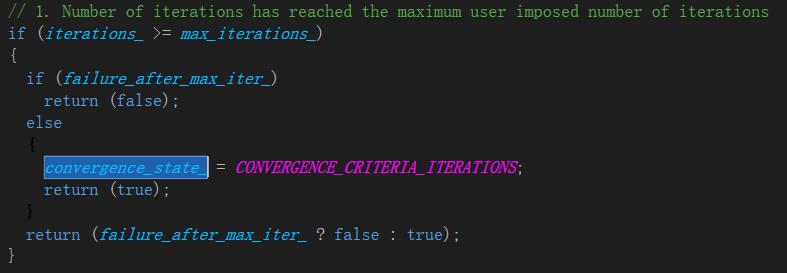 // 1. Number of iterations has reached the maximum user imposed number of iterations
if (iterations_ >= max_iterations_)
{
if (failure_after_max_iter_)
return (false);
else
{
convergence_state_ = CONVERGENCE_CRITERIA_ITERATIONS;
return (true);
}
return (failure_after_max_iter_ ? false : true);
}